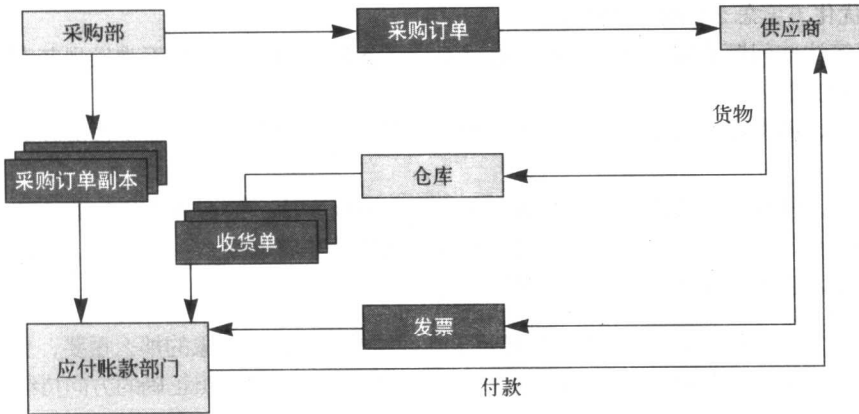 采购部
采购订单
供应商
货物
采购订单副本
仓库
收货单
发票
应付账款部门
付款